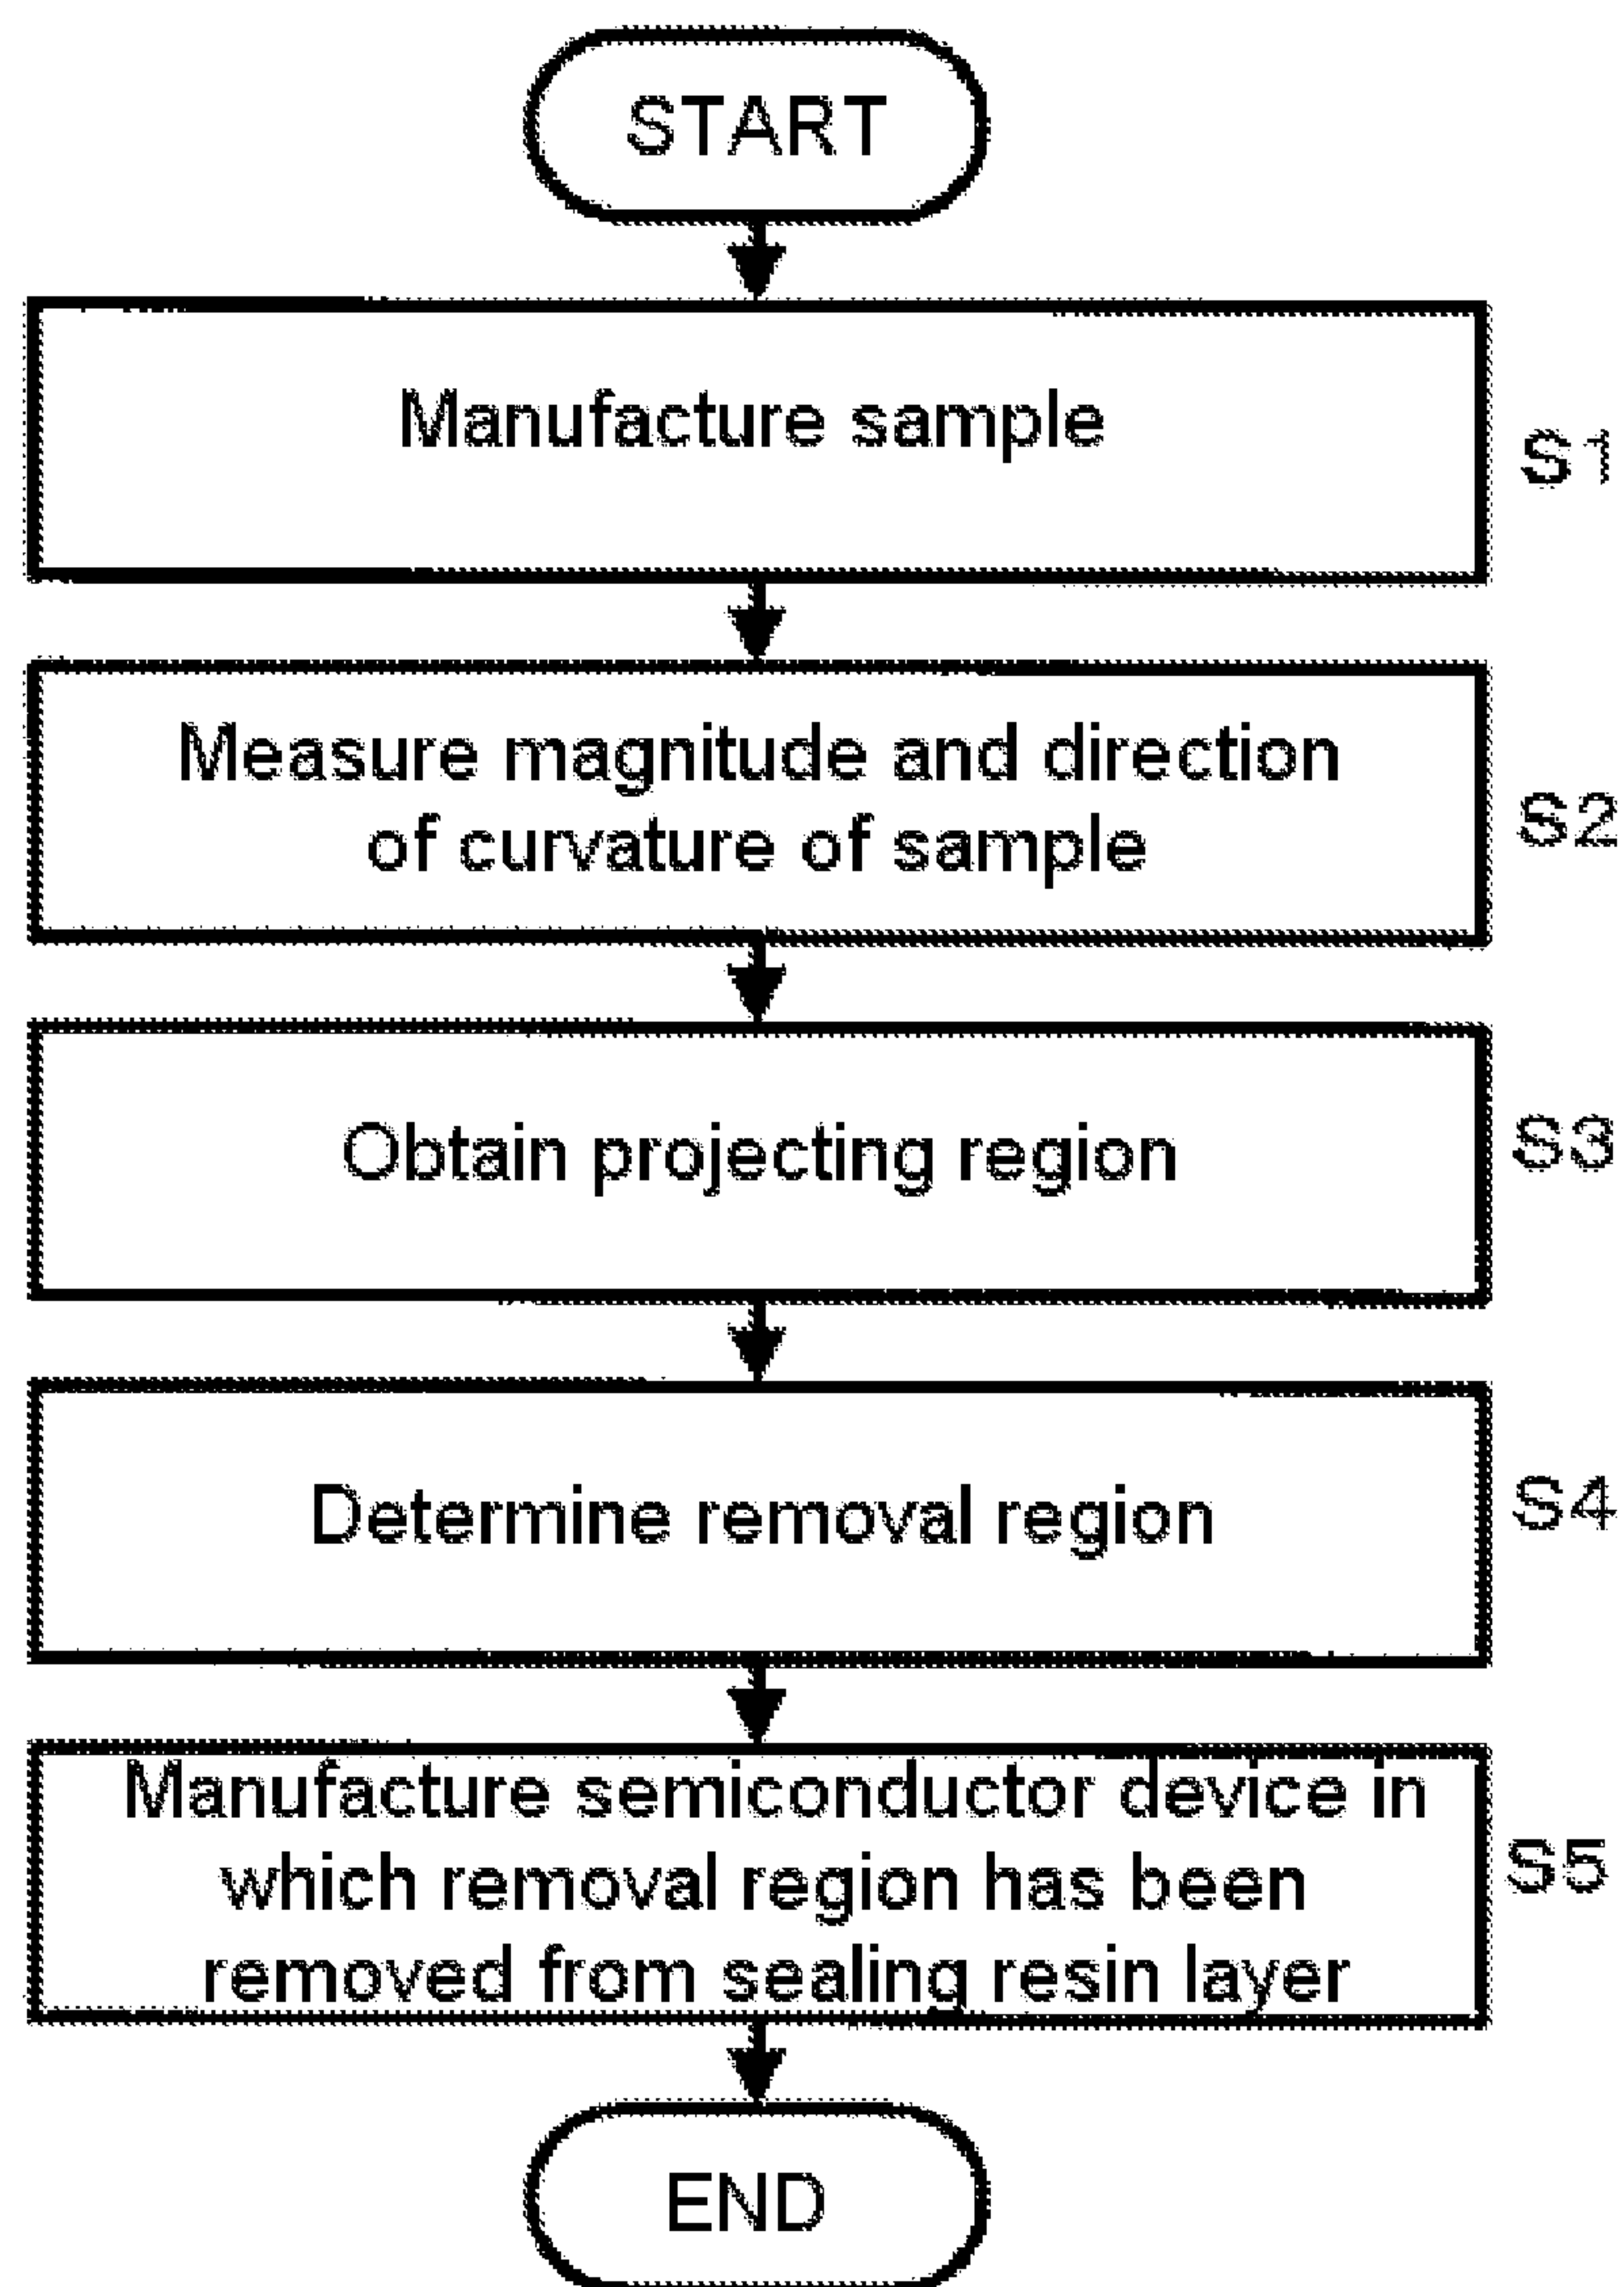 START
Manufacture sample
S1
Measure magnitude and direction
of curvature of sample
S2
Obtain projecting region
S3
Determine removal region
S4
Manufacture semiconductor device in
which removal region has been
removed from sealing resin layer
S5
END